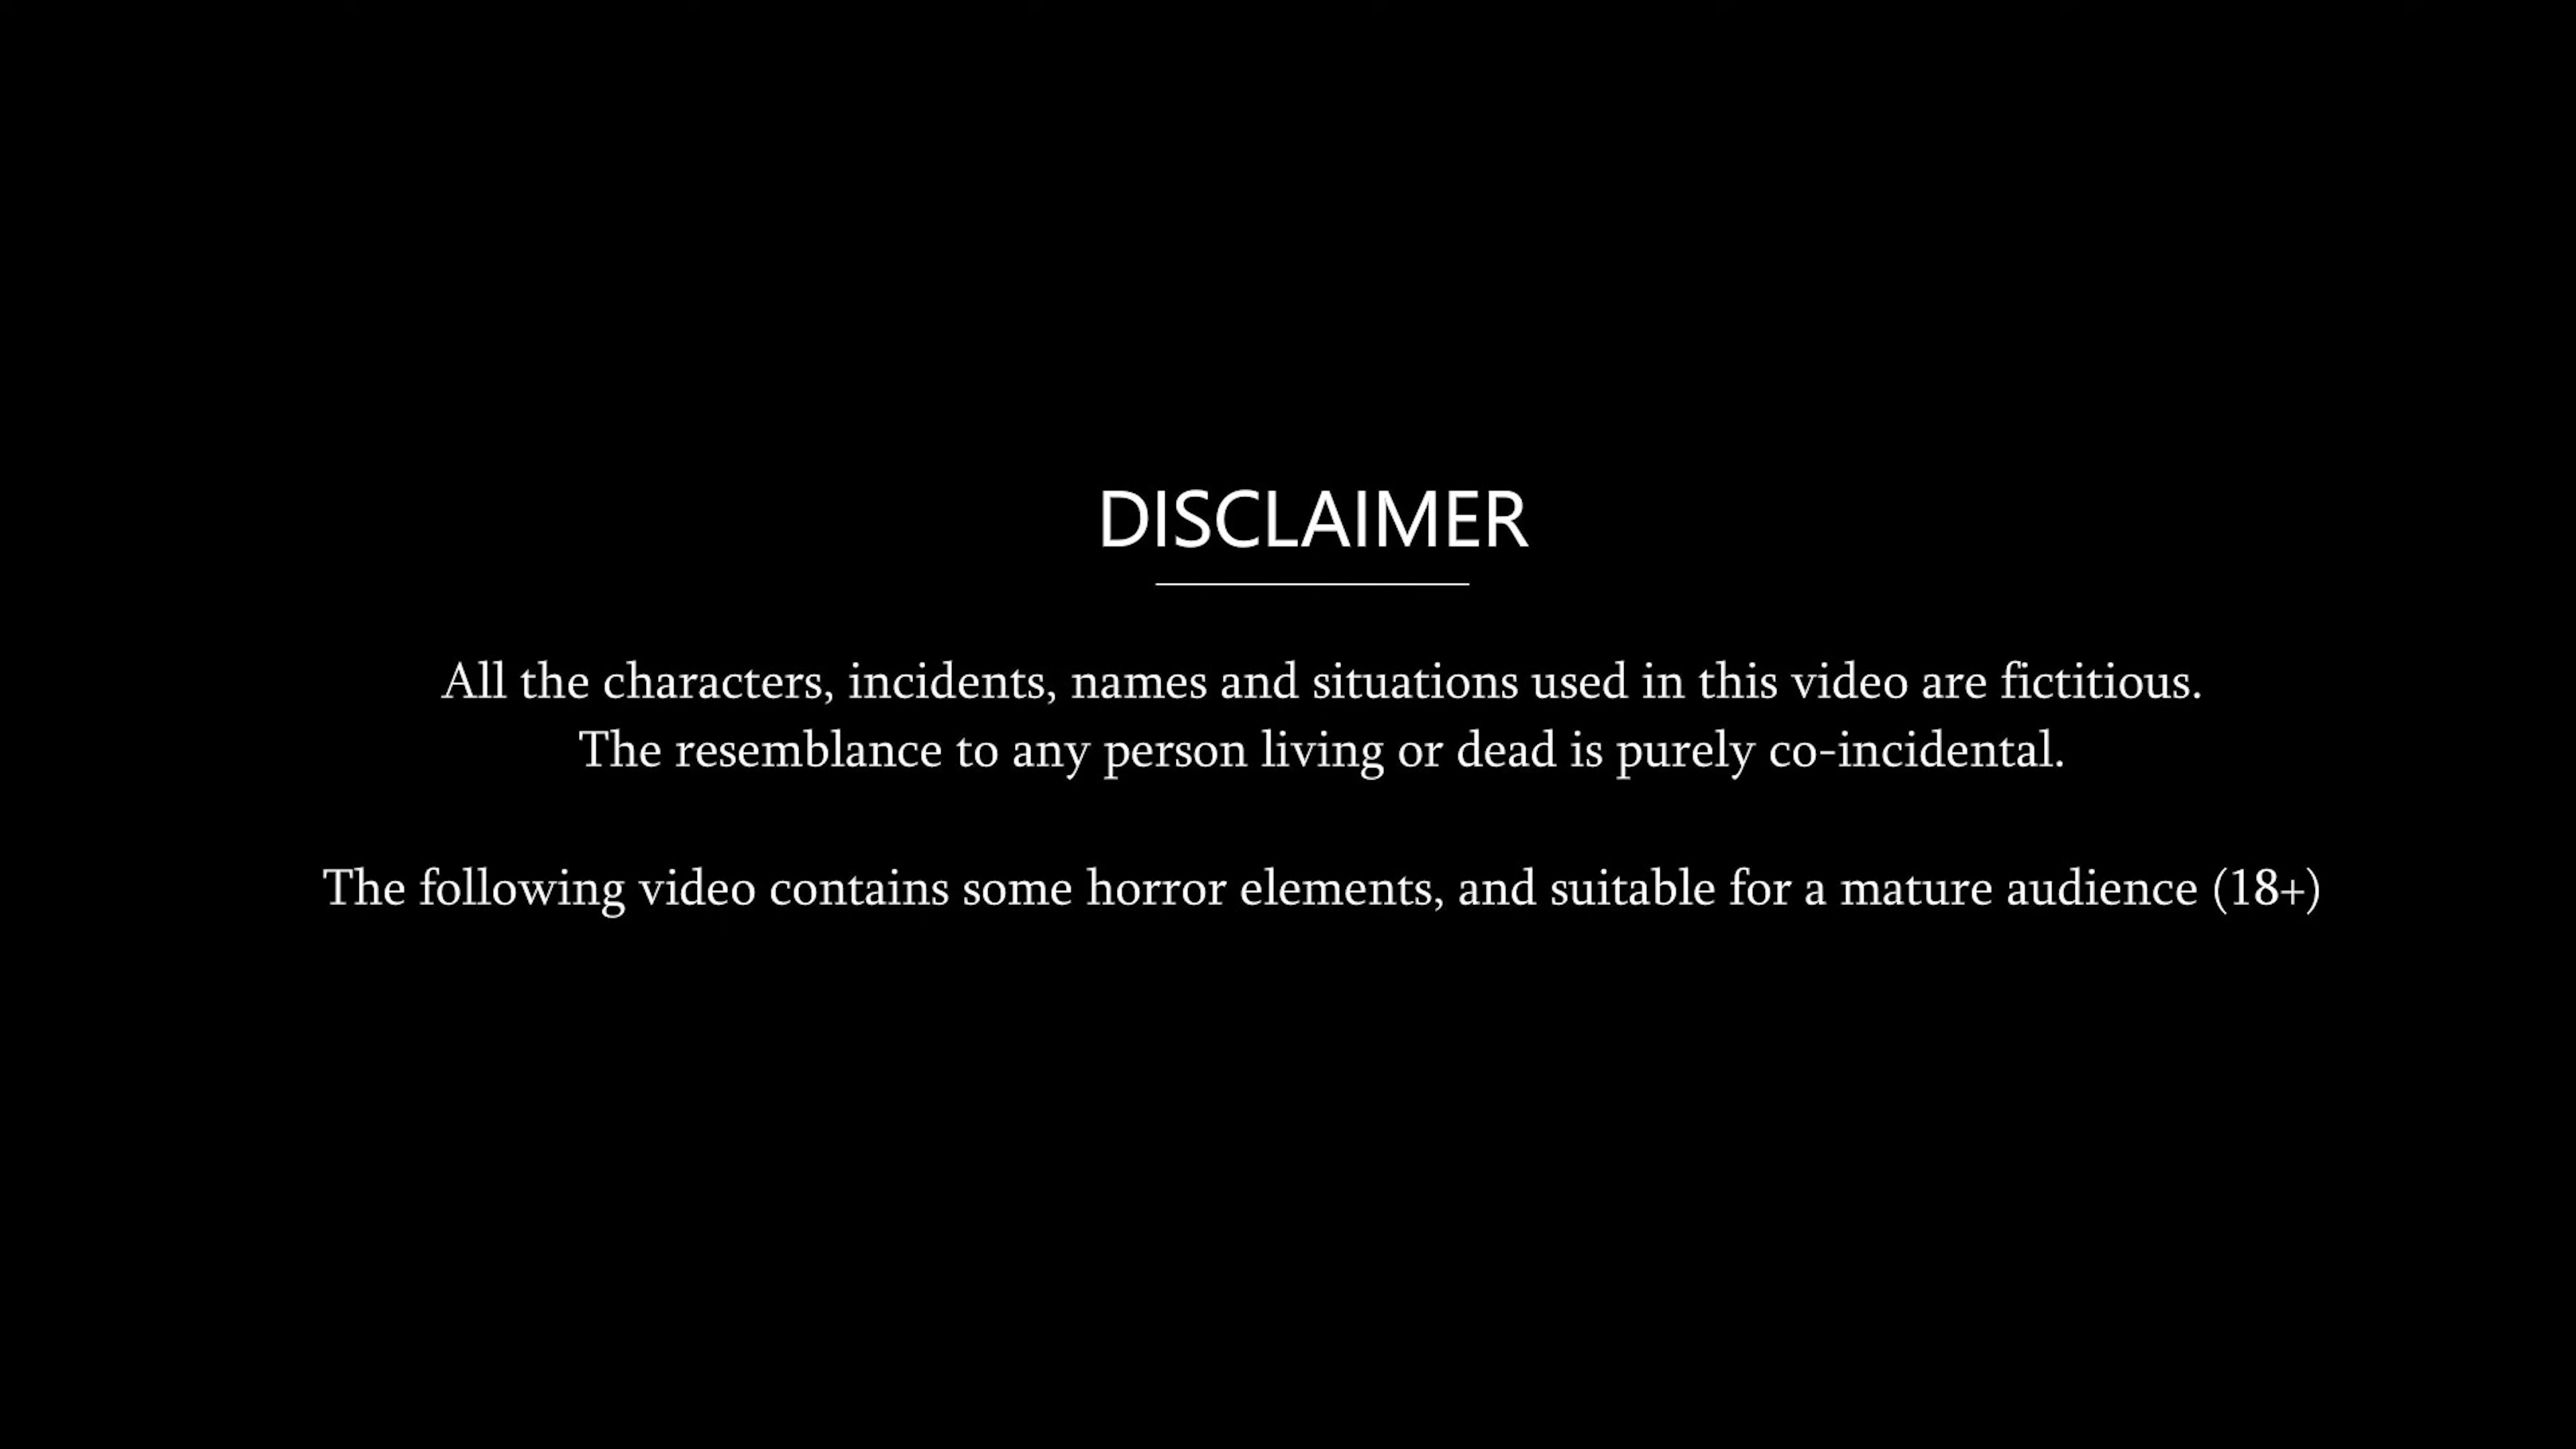 DISCLAIMER
All the characters, incidents, names and situations used in this video are fictitious.
The resemblance to any person living or dead is purely co-incidental.
The following video contains some horror elements, and suitable for a mature audience (18+)